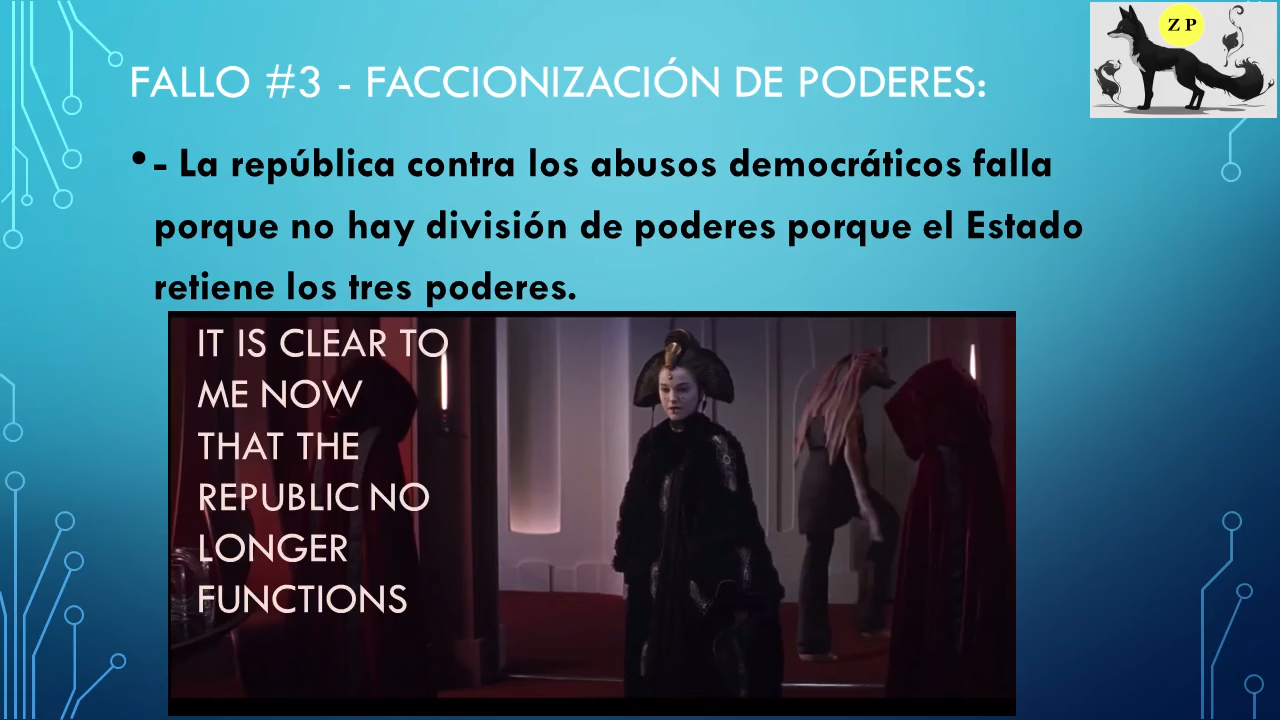 Z P
FALLO #3 - FACCIONIZACIÓN DE PODERES:
• - La república contra los abusos democráticos falla
porque no hay división de poderes porque el Estado
retiene los tres poderes.
IT IS CLEAR TO
ME NOW
THAT THE
REPUBLIC NO
LONGER
FUNCTIONS